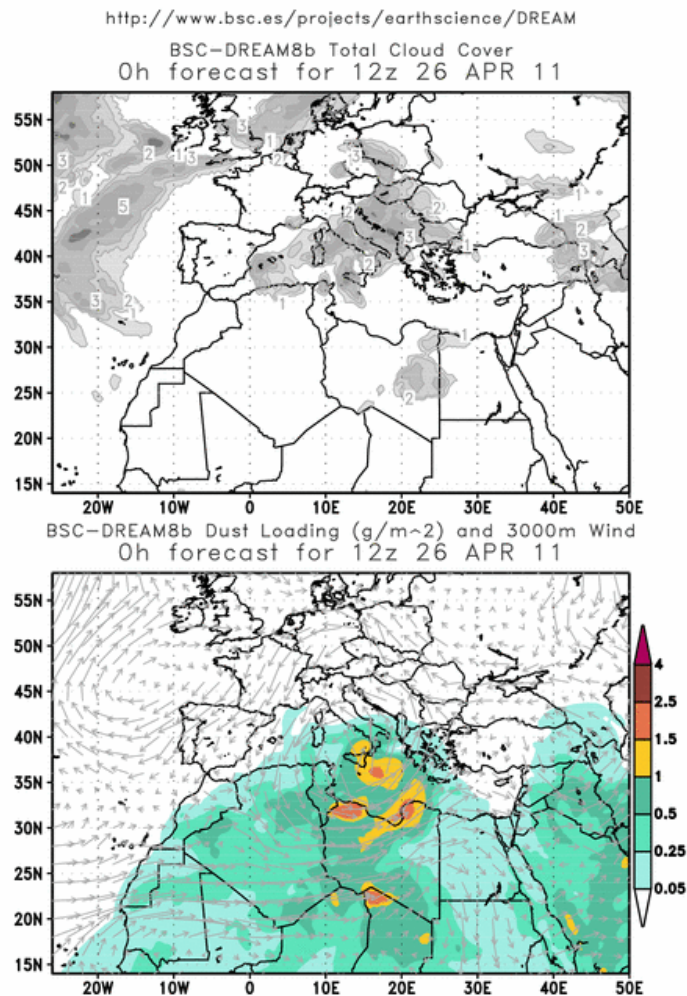 http://www.bsc.es/projects/earthscience/DREAM
BSC-DREAM8b Total Cloud Cover
0h forecast for 12z 26 APR 11
55N
50N
45N
40N
35N
30N
25N
20N
15N
20W 10W 0 10E 20E 30E 40E 50E
BSC-DREAM8b Dust Loading (g/m^2) and 3000m Wind
0h forecast for 12z 26 APR 11
55N
50N
45N
40N
35N
30N
25N
20N
15N
20W 10W 0 10E 20E 30E 40E 50E
4
2.5
1.5
1
0.5
0.25
0.05